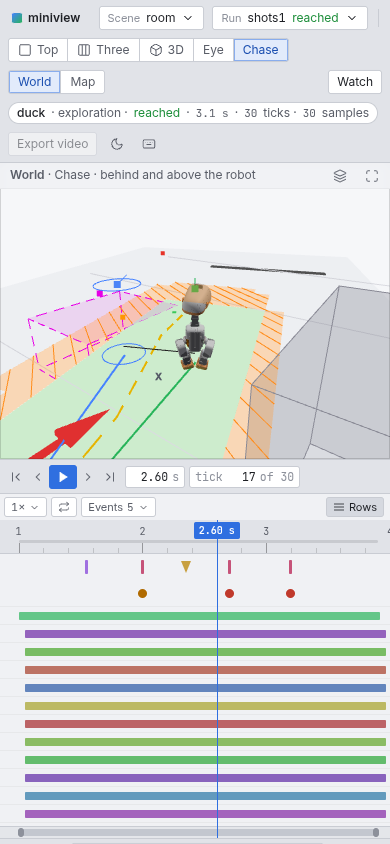 miniview Scene room Run shots1 reached
Top Three 3D Eye Chase
World Map Watch
duck · exploration · reached · 3.1 s · 30 ticks · 30 samples
Export video
World · Chase · behind and above the robot
x
2.60 s tick 17 of 30
1× Events 5 Rows
1 2 2.60 s 3 4